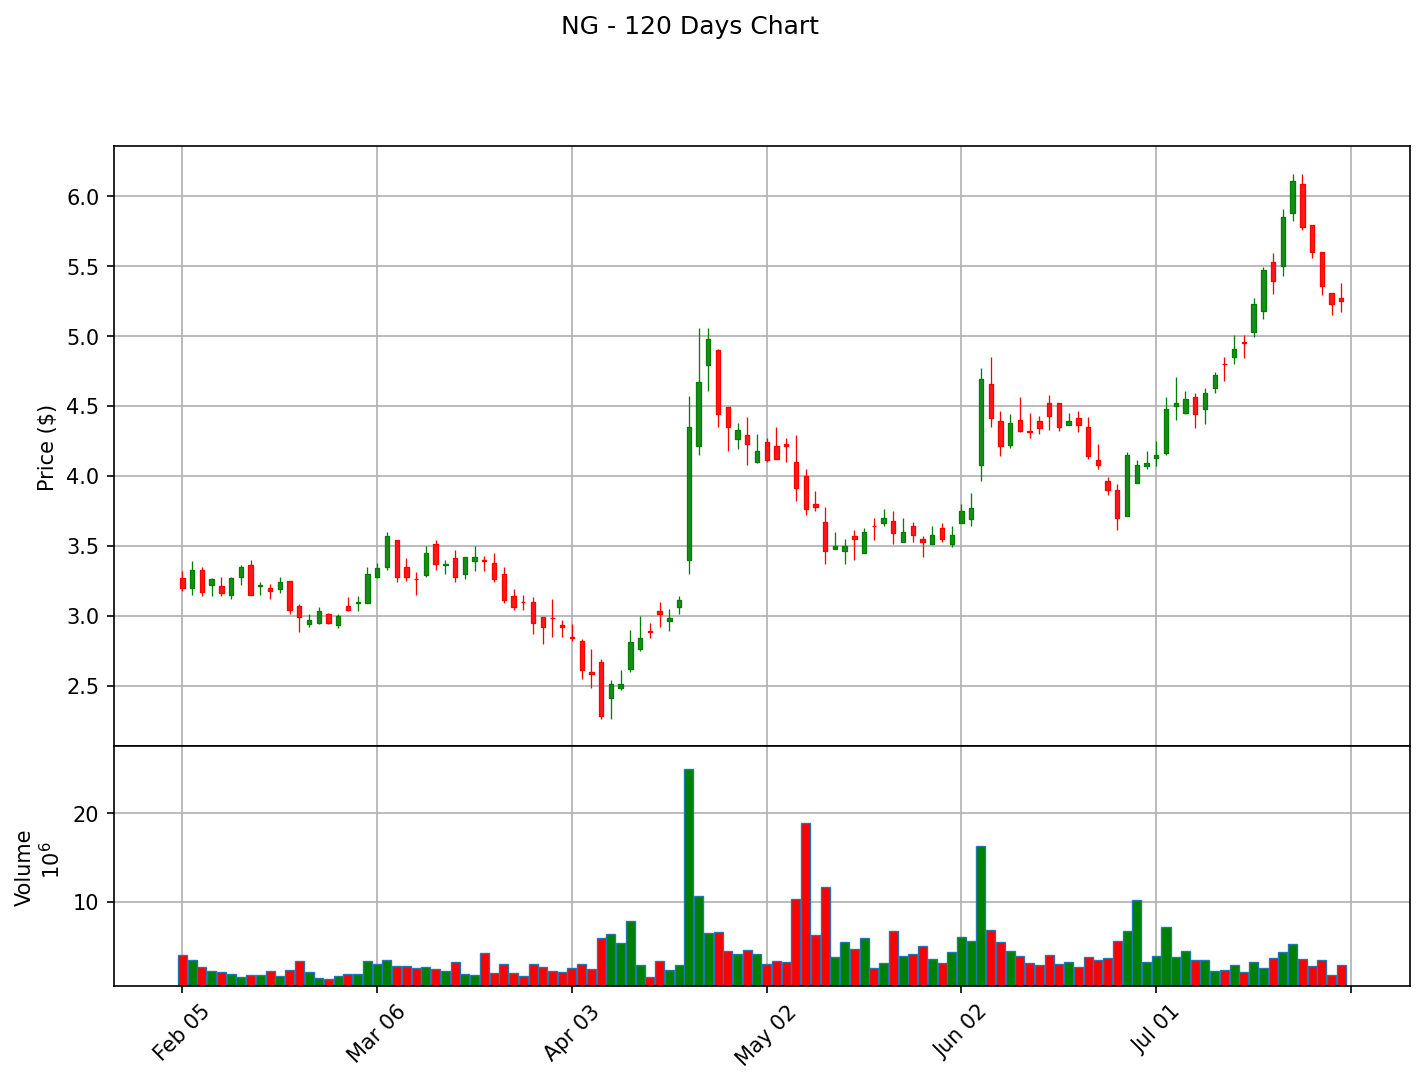 NG - 120 Days Chart
Price ($)
6.0
5.5
5.0
4.5
4.0
3.5
3.0
2.5
Volume
10⁶
20
10
Feb 05
Mar 06
Apr 03
May 02
Jun 02
Jul 01